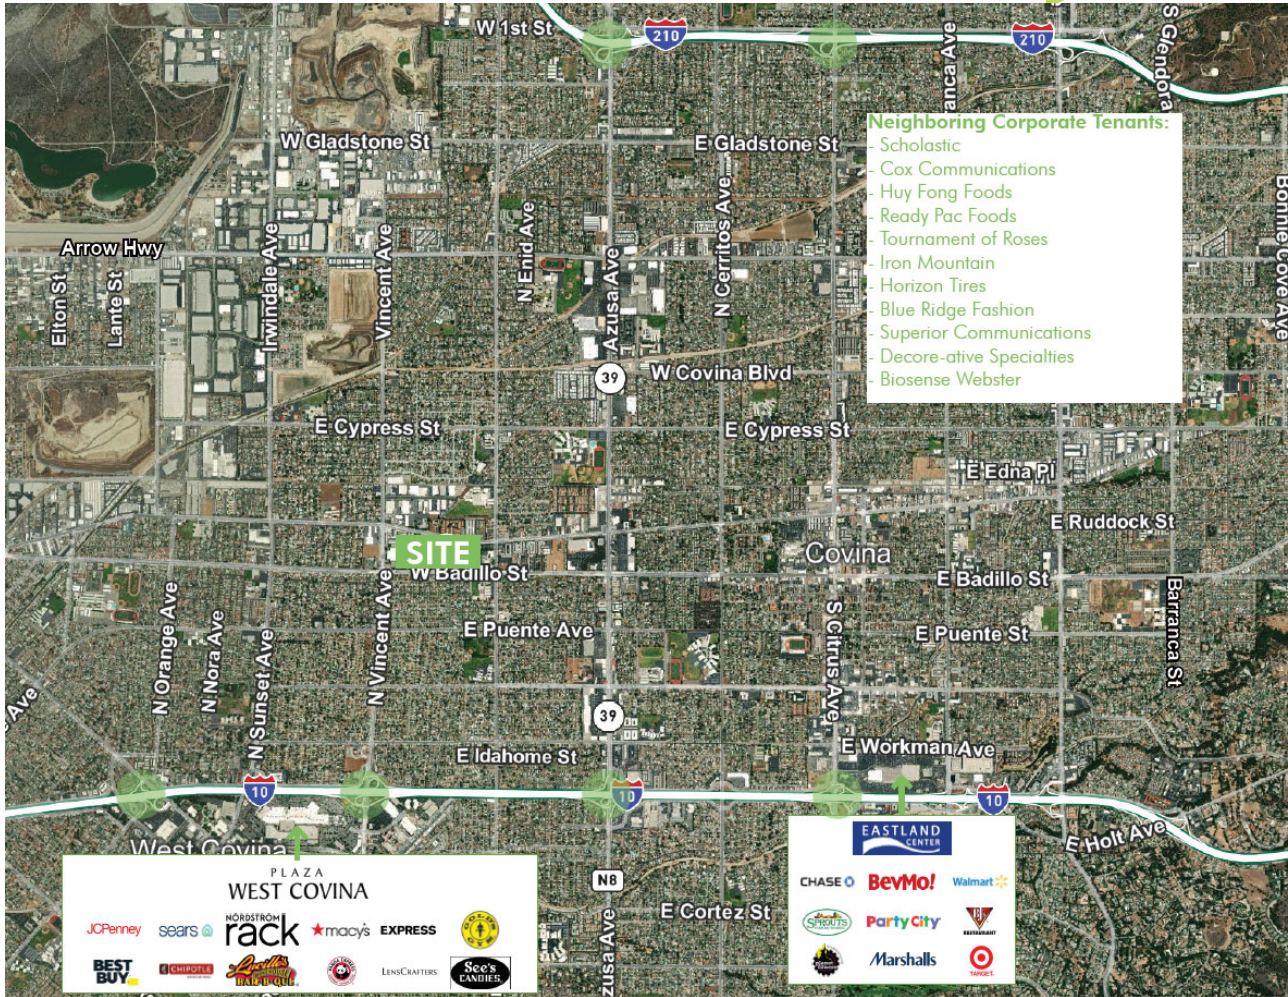 W 1st St
210
210
S Glendora
W Gladstone St
E Gladstone St
Neighboring Corporate Tenants:
- Scholastic
- Cox Communications
- Huy Fong Foods
- Ready Pac Foods
- Tournament of Roses
- Iron Mountain
- Horizon Tires
- Blue Ridge Fashion
- Superior Communications
- Decore-ative Specialties
- Biosense Webster
Arrow Hwy
Elton St
Lante St
Irwindale Ave
Vincent Ave
N Enid Ave
Azusa Ave
N Cerritos Ave
ranca Ave
Bonnie Cove Ave
39
W Covina Blvd
E Cypress St
E Cypress St
E Edna Pl
E Ruddock St
SITE
Covina
W Badillo St
E Badillo St
E Puente Ave
E Puente St
N Orange Ave
N Nora Ave
N Sunset Ave
N Vincent Ave
S Citrus Ave
Barranca St
39
E Idahome St
E Workman Ave
10
10
10
E Holt Ave
West Covina
N8
E Cortez St
Azusa Ave
PLAZA
WEST COVINA
JCPenney
sears
NORDSTROM
rack
macy's
EXPRESS
GOLD'S
GYM
BEST
BUY
CHIPOTLE
Lucille's
BAR-B-QUE
PANDA EXPRESS
LENSCRAFTERS
See's
CANDIES
EASTLAND
CENTER
CHASE
BevMo!
Walmart
SPROUTS
Party City
BJ's
RESTAURANT
Marshalls
TARGET